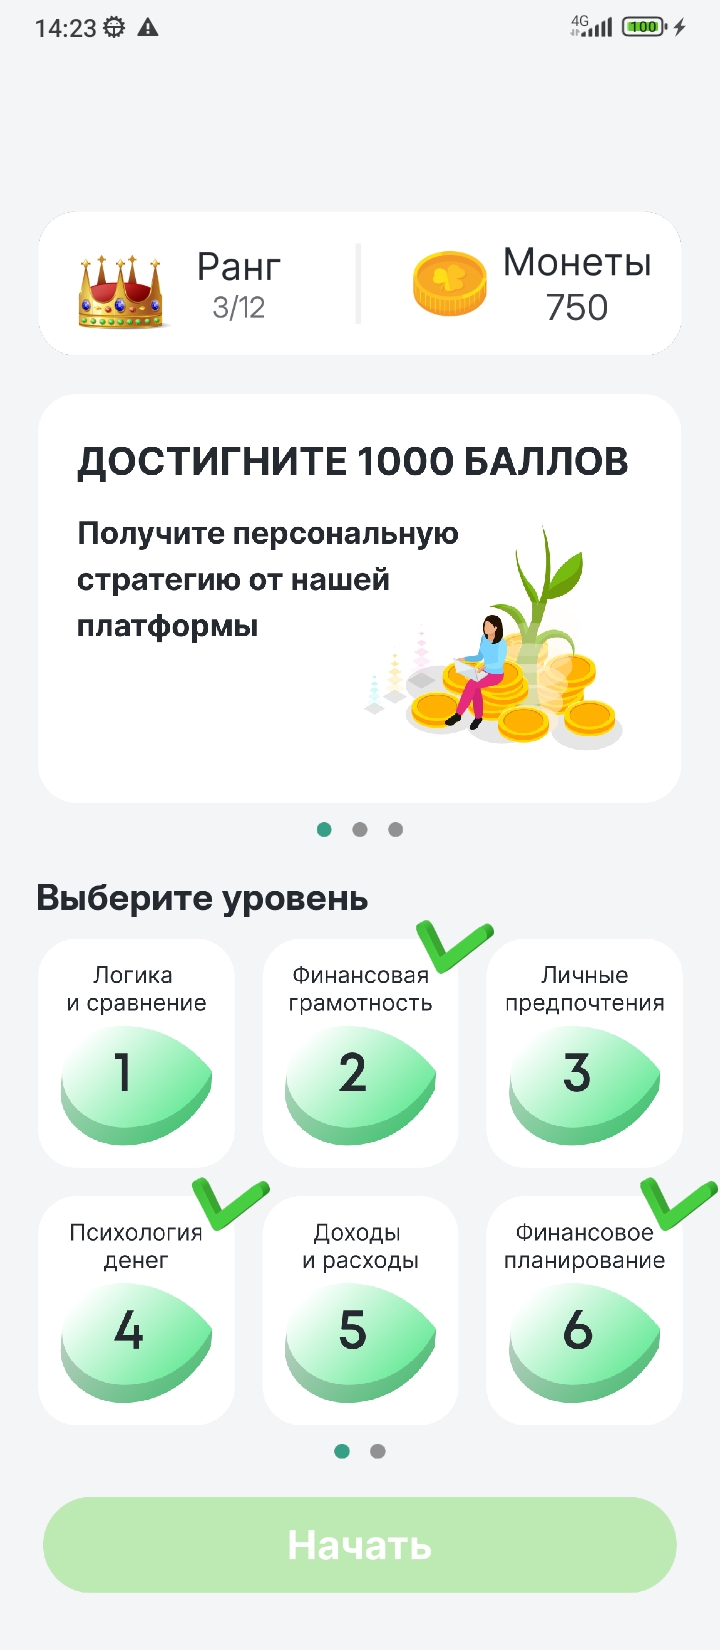 14:23
4G
100
Ранг
3/12
Монеты
750
ДОСТИГНИТЕ 1000 БАЛЛОВ
Получите персональную
стратегию от нашей
платформы
Выберите уровень
Логика
и сравнение
1
Финансовая
грамотность
2
Личные
предпочтения
3
Психология
денег
4
Доходы
и расходы
5
Финансовое
планирование
6
Начать